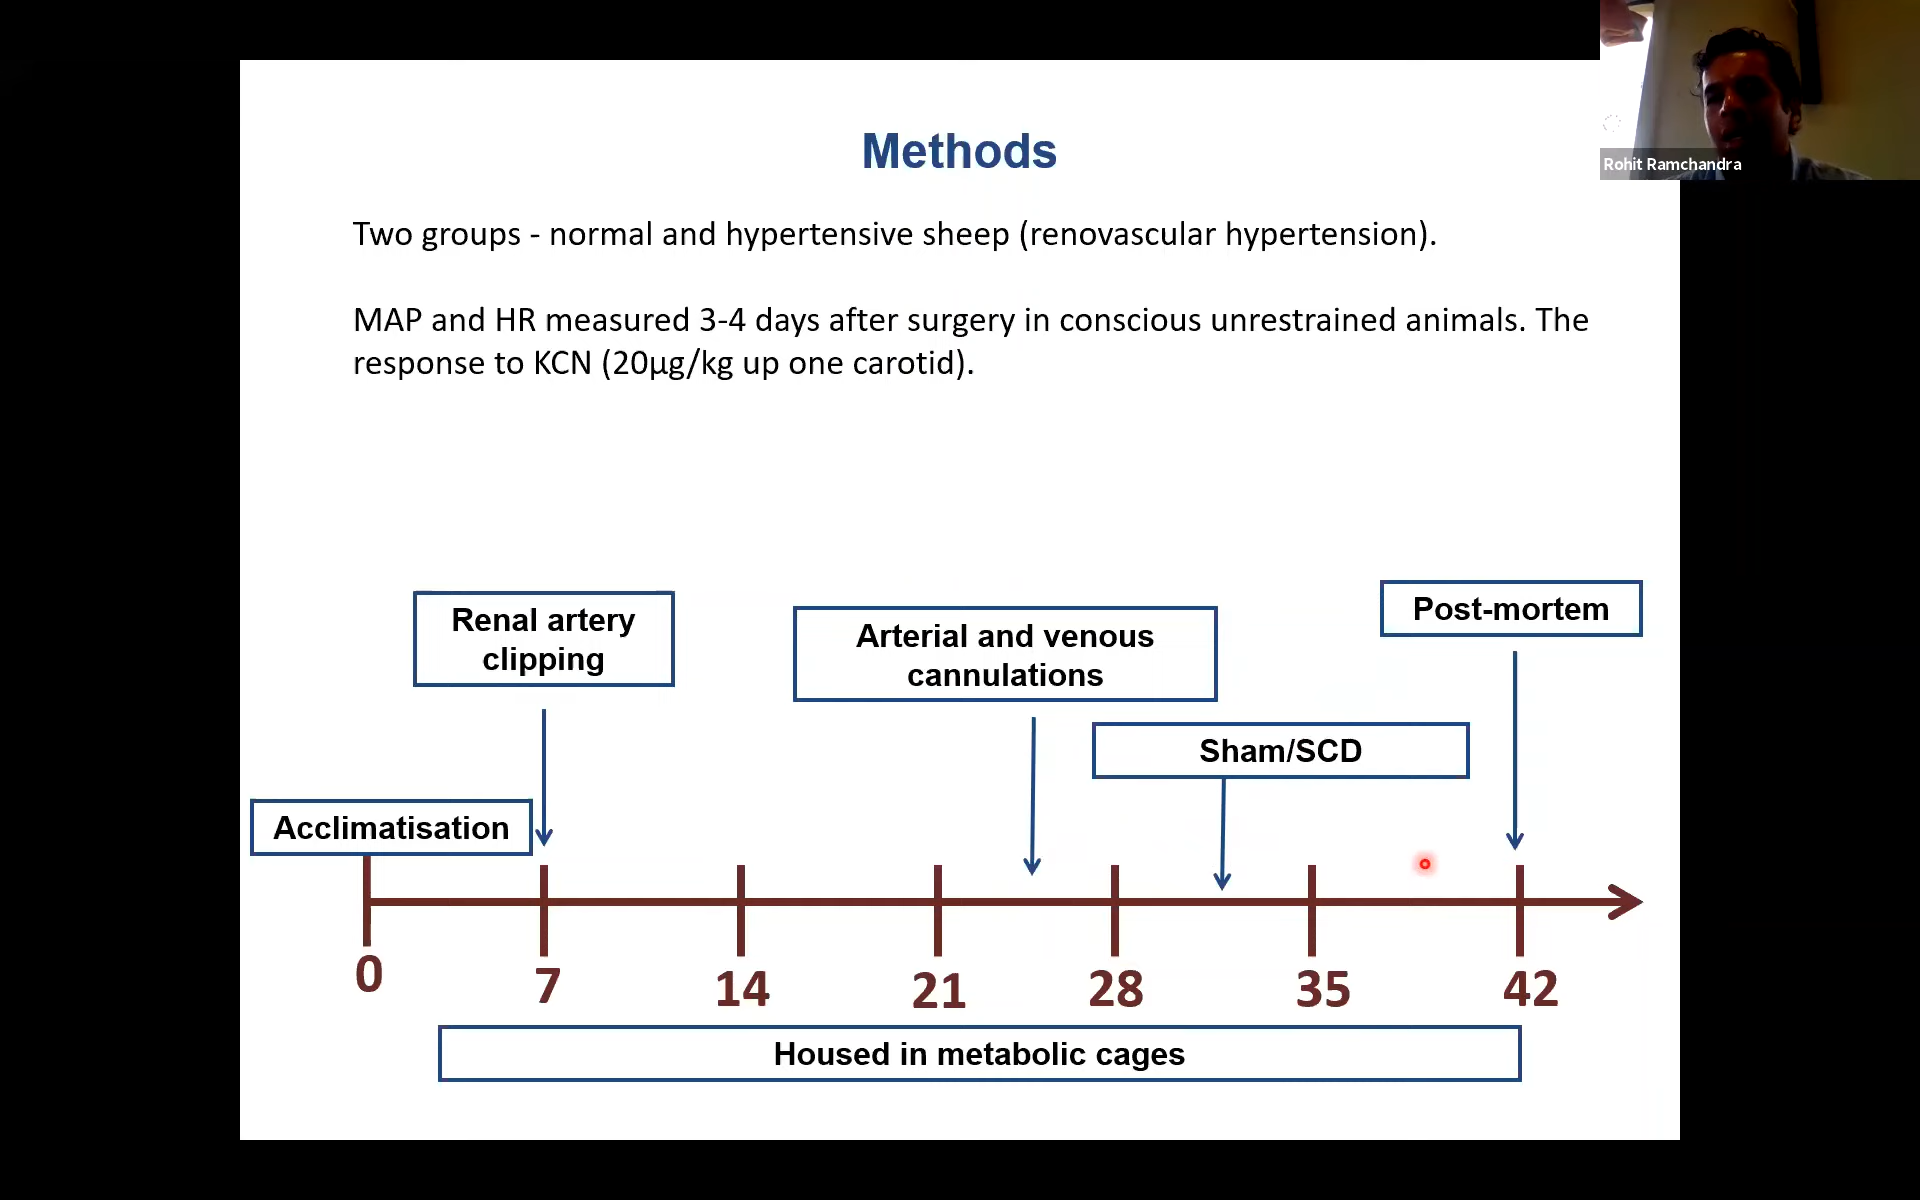 Rohit Ramchandra
Methods
Two groups - normal and hypertensive sheep (renovascular hypertension).
MAP and HR measured 3-4 days after surgery in conscious unrestrained animals. The
response to KCN (20µg/kg up one carotid).
Renal artery
clipping
Arterial and venous
cannulations
Post-mortem
Sham/SCD
Acclimatisation
0
7
14
21
28
35
42
Housed in metabolic cages